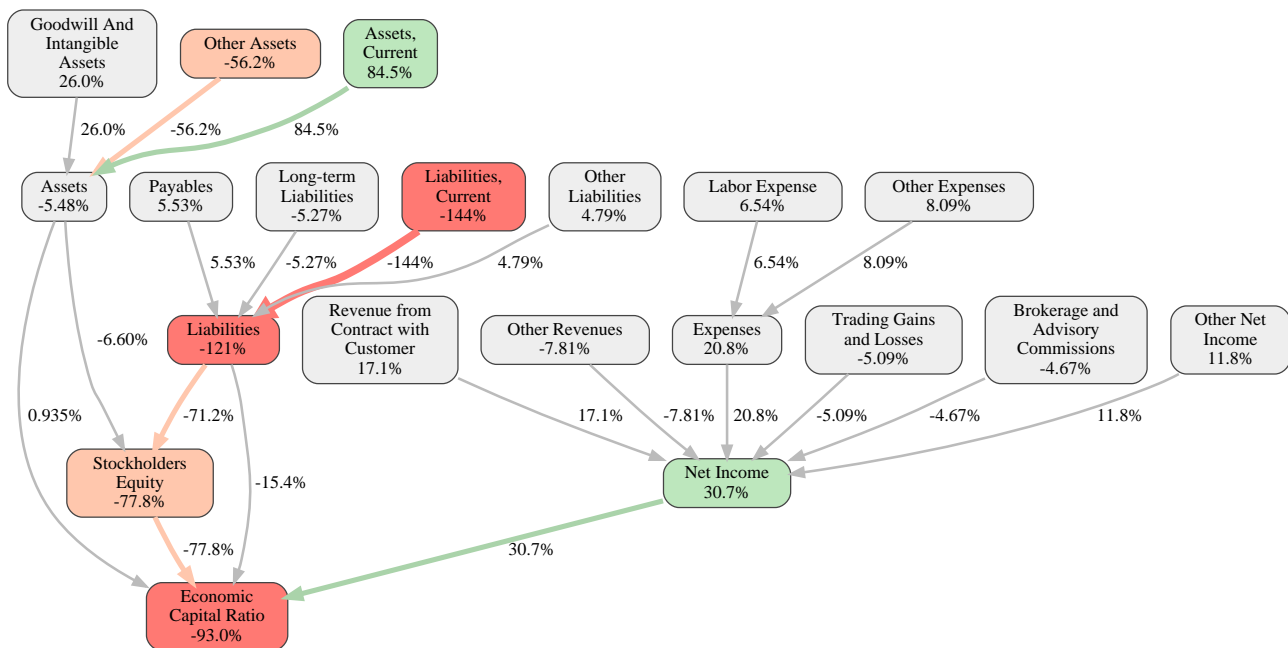 Goodwill And
Intangible
Assets
26.0%
Other Assets
-56.2%
Assets,
Current
84.5%
26.0%
-56.2%
84.5%
Assets
-5.48%
Payables
5.53%
Long-term
Liabilities
-5.27%
Liabilities,
Current
-144%
Other
Liabilities
4.79%
Labor Expense
6.54%
Other Expenses
8.09%
5.53%
-5.27%
-144%
4.79%
6.54%
8.09%
Liabilities
-121%
Revenue from
Contract with
Customer
17.1%
Other Revenues
-7.81%
Expenses
20.8%
Trading Gains
and Losses
-5.09%
Brokerage and
Advisory
Commissions
-4.67%
Other Net
Income
11.8%
-6.60%
0.935%
-71.2%
17.1%
-7.81%
20.8%
-5.09%
-4.67%
11.8%
Stockholders
Equity
-77.8%
-15.4%
Net Income
30.7%
-77.8%
30.7%
Economic
Capital Ratio
-93.0%